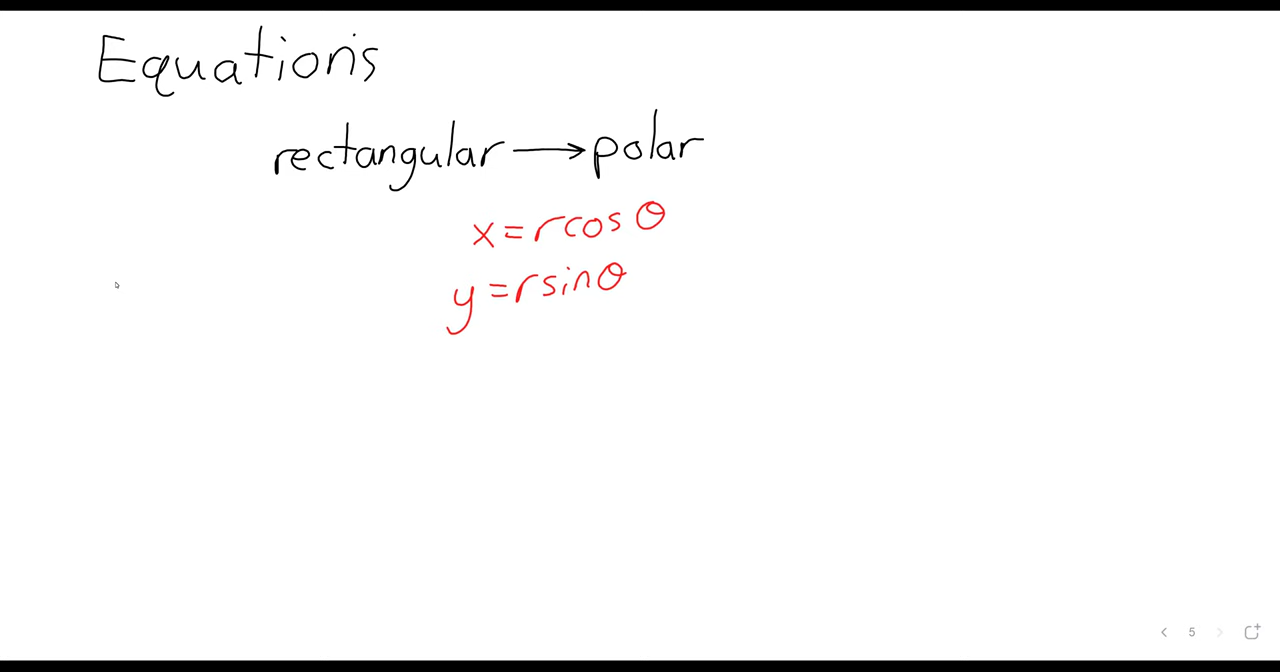 Equations
rectangular → polar
x = r cos θ
y = r sin θ
5